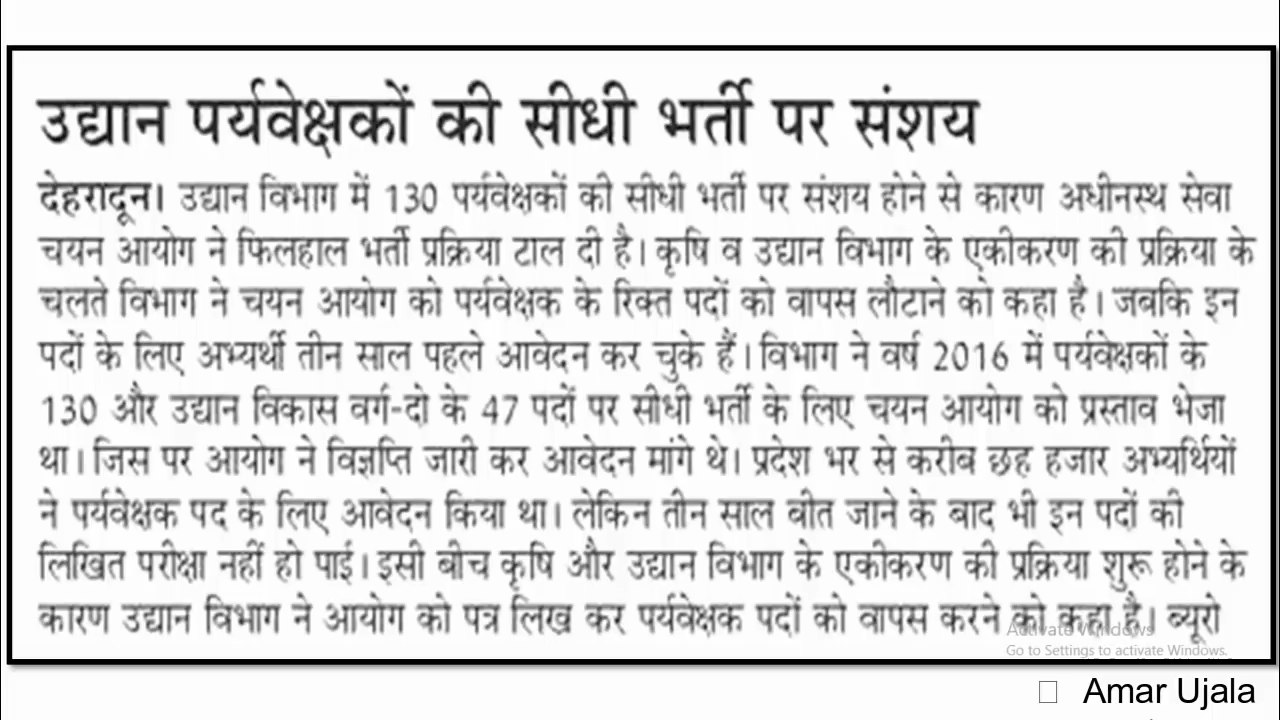 उद्यान पर्यवेक्षकों की सीधी भर्ती पर संशय
देहरादून। उद्यान विभाग में 130 पर्यवेक्षकों की सीधी भर्ती पर संशय होने से कारण अधीनस्थ सेवा
चयन आयोग ने फिलहाल भर्ती प्रक्रिया टाल दी है। कृषि व उद्यान विभाग के एकीकरण की प्रक्रिया के
चलते विभाग ने चयन आयोग को पर्यवेक्षक के रिक्त पदों को वापस लौटाने को कहा है। जबकि इन
पदों के लिए अभ्यर्थी तीन साल पहले आवेदन कर चुके हैं। विभाग ने वर्ष 2016 में पर्यवेक्षकों के
130 और उद्यान विकास वर्ग-दो के 47 पदों पर सीधी भर्ती के लिए चयन आयोग को प्रस्ताव भेजा
था। जिस पर आयोग ने विज्ञप्ति जारी कर आवेदन मांगे थे। प्रदेश भर से करीब छह हजार अभ्यर्थियों
ने पर्यवेक्षक पद के लिए आवेदन किया था। लेकिन तीन साल बीत जाने के बाद भी इन पदों की
लिखित परीक्षा नहीं हो पाई। इसी बीच कृषि और उद्यान विभाग के एकीकरण की प्रक्रिया शुरू होने के
कारण उद्यान विभाग ने आयोग को पत्र लिख कर पर्यवेक्षक पदों को वापस करने को कहा है। ब्यूरो
Activate Windows
Go to Settings to activate Windows.
Amar Ujala